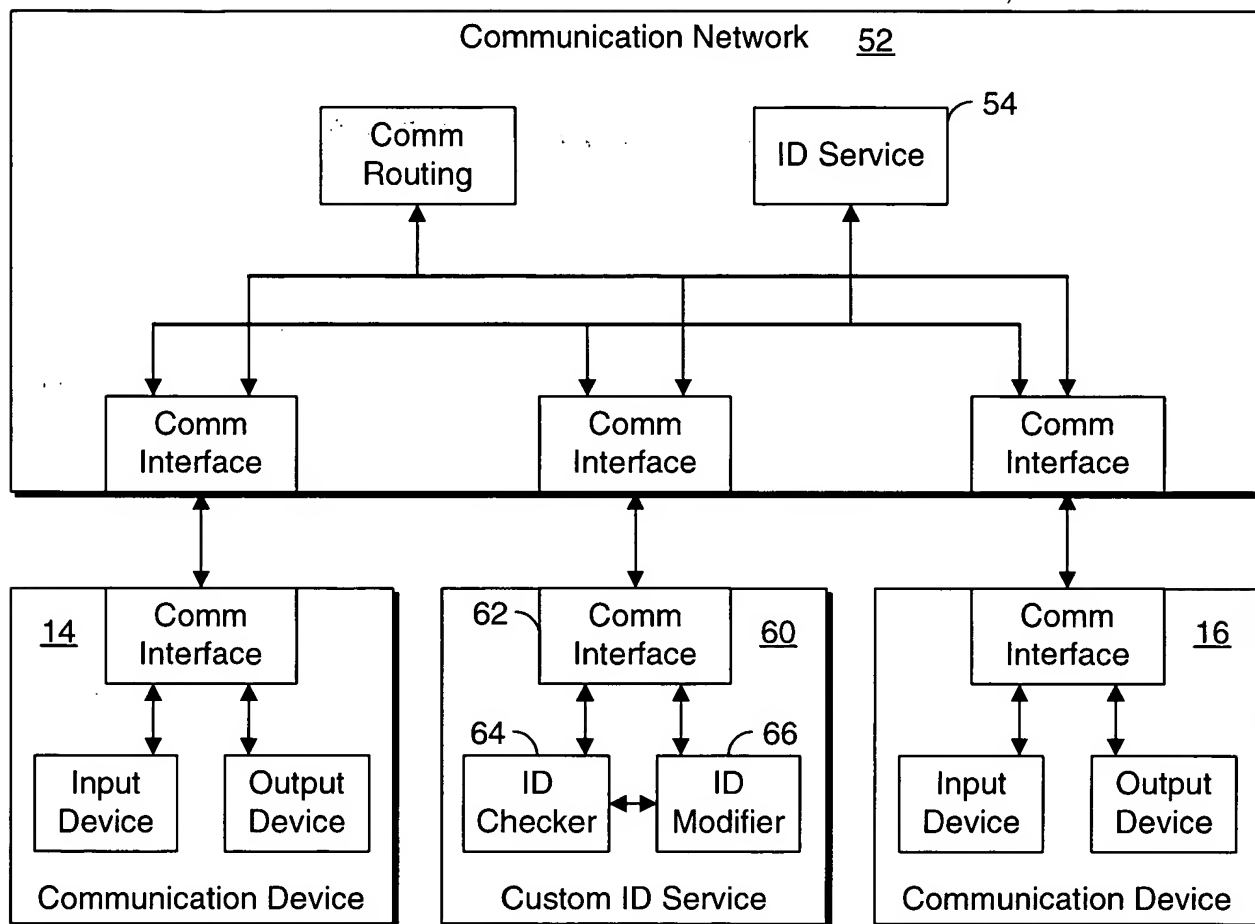 Communication Network 52
54
Comm
Routing
ID Service
Comm
Interface
Comm
Interface
Comm
Interface
14
Comm
Interface
62
Comm
Interface
60
Comm
Interface
16
64
66
Input
Device
Output
Device
ID
Checker
ID
Modifier
Input
Device
Output
Device
Communication Device
Custom ID Service
Communication Device